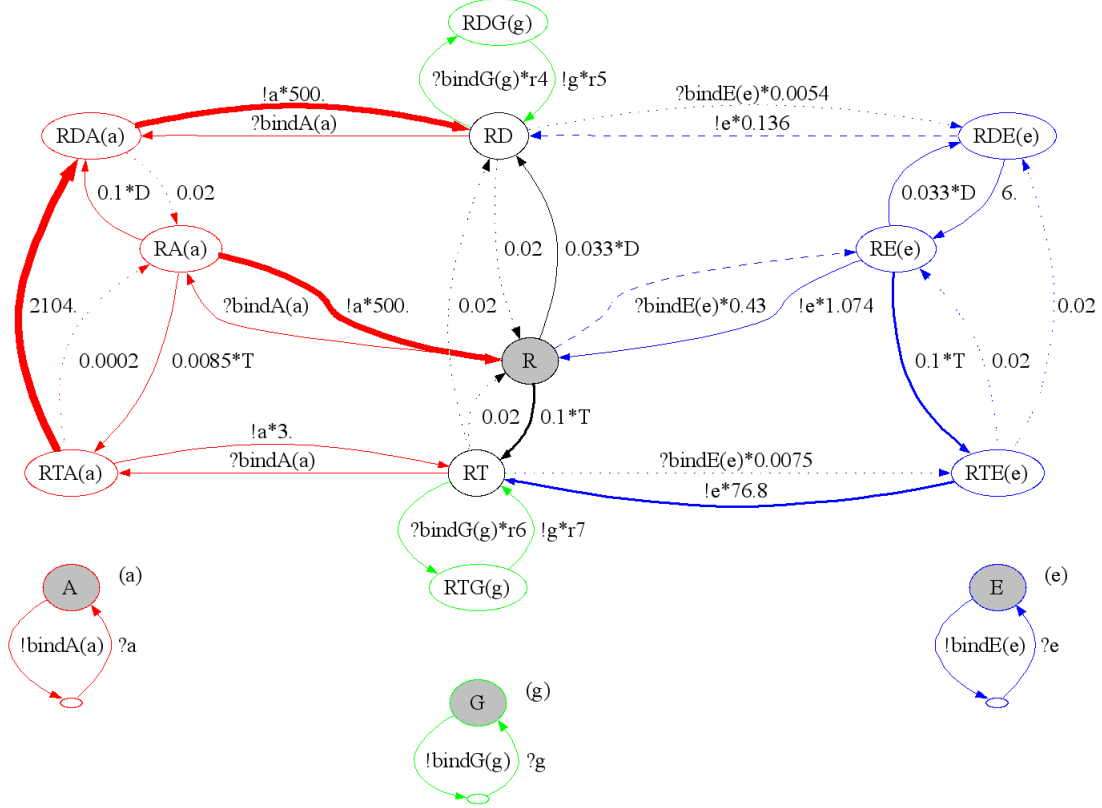 RDG(g)
?bindG(g)*r4
!g*r5
!a*500.
?bindE(e)*0.0054
RDA(a)
?bindA(a)
RD
!e*0.136
RDE(e)
0.1*D
0.02
0.033*D
6.
RA(a)
0.02
0.033*D
RE(e)
2104.
?bindA(a)
!a*500.
0.02
?bindE(e)*0.43
!e*1.074
0.02
0.0002
0.0085*T
R
0.1*T
0.02
0.02
0.1*T
!a*3.
RTA(a)
?bindA(a)
RT
?bindE(e)*0.0075
!e*76.8
RTE(e)
?bindG(g)*r6
!g*r7
A
(a)
RTG(g)
E
(e)
!bindA(a)
?a
!bindE(e)
?e
G
(g)
!bindG(g)
?g